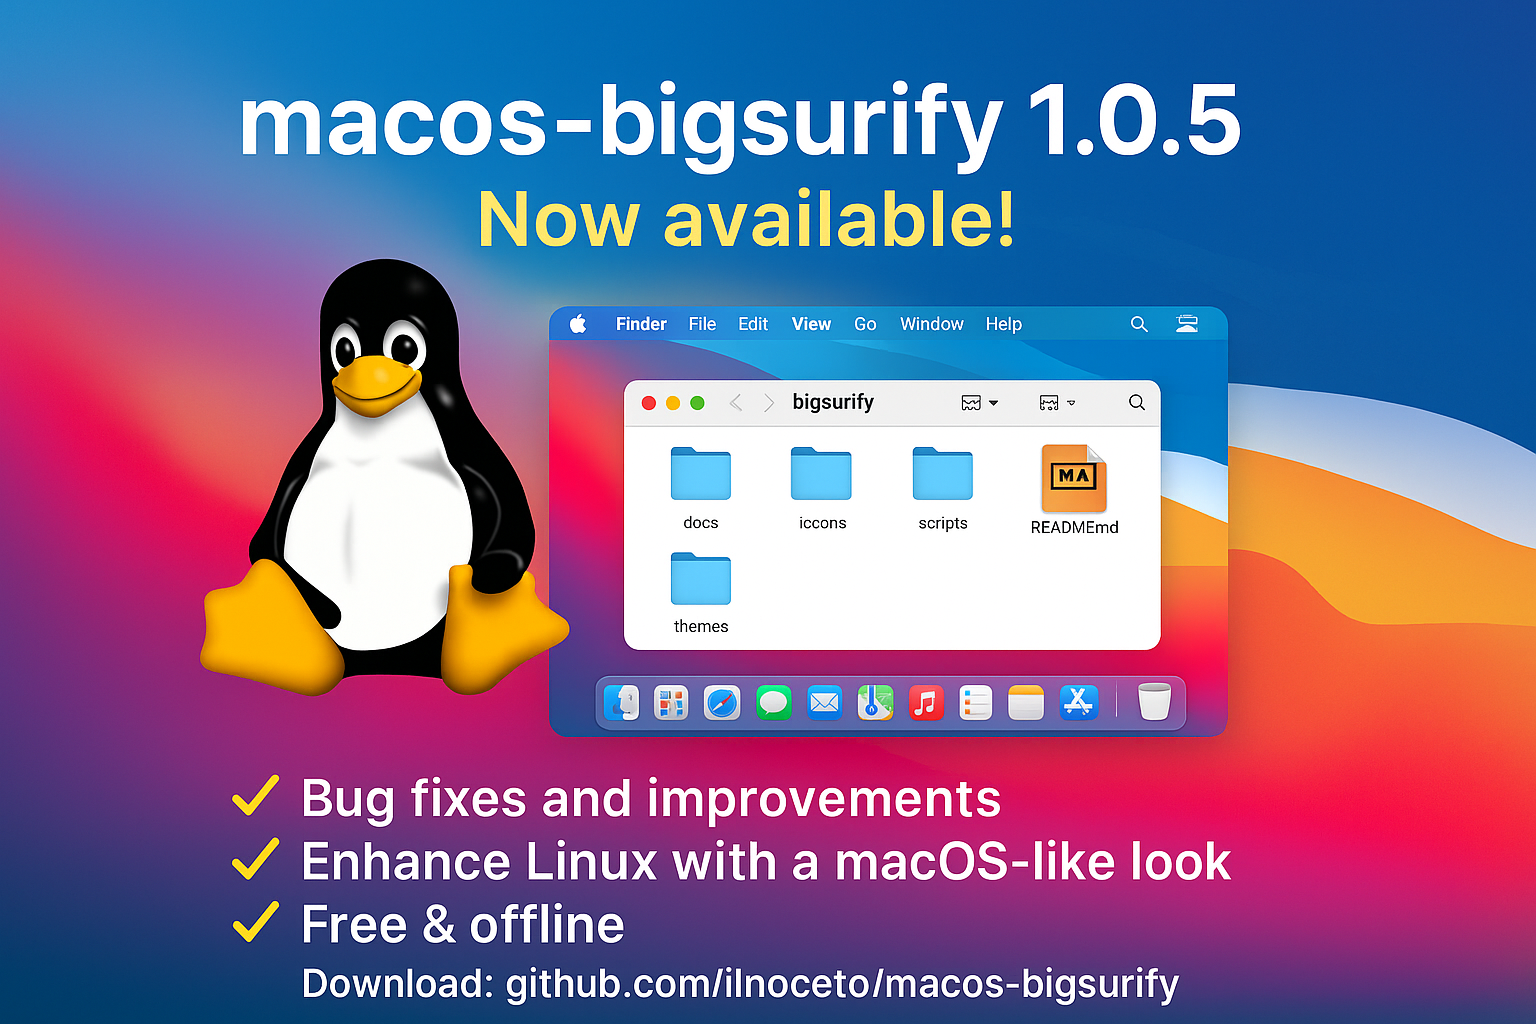 macos-bigsurify 1.0.5
Now available!
Finder File Edit View Go Window Help
bigsurify
docs iccons scripts READMEmd
MA
themes
Bug fixes and improvements
Enhance Linux with a macOS-like look
Free & offline
Download: github.com/ilnoceto/macos-bigsurify